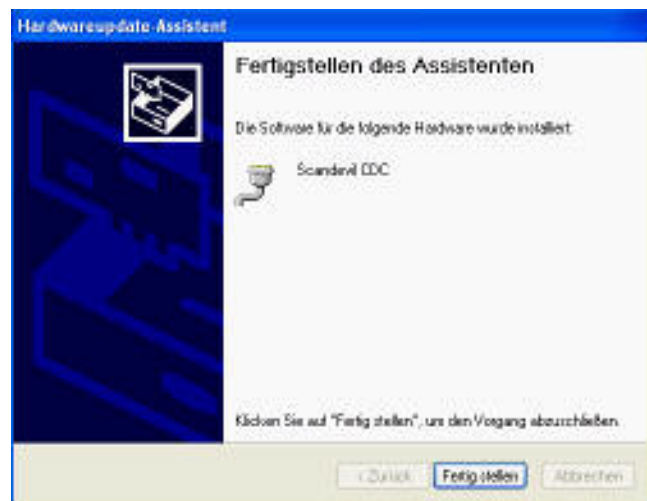 Hardwareupdate-Assistent
Fertigstellen des Assistenten
Die Software für die folgende Hardware wurde installiert:
Scandevil CDC
Klicken Sie auf "Fertig stellen", um den Vorgang abzuschließen.
< Zurück Fertig stellen Abbrechen